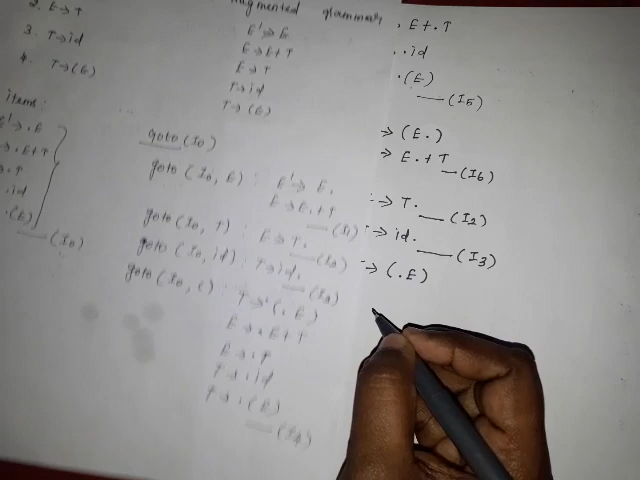 2. E→T
3. T→id
4. T→(E)
items:
E'→.E
→.E+T
→.T
.id
.(E)
—(I0)
Augmented grammar
E'→E
E→E+T
E→T
T→id
T→(E)
goto(I0)
goto(I0, E): E'→E.
E→E.+T
—(I1)
goto(I0, T): E→T.
—(I2)
goto(I0, id): T→id.
—(I3)
goto(I0, (): T→(.E)
E→.E+T
E→.T
T→.id
T→.(E)
—(I4)
. E+.T
..id
.(E)
—(I5)
→ (E.)
→ E.+T
—(I6)
→ T.
—(I2)
→ id.
—(I3)
→ (.E)